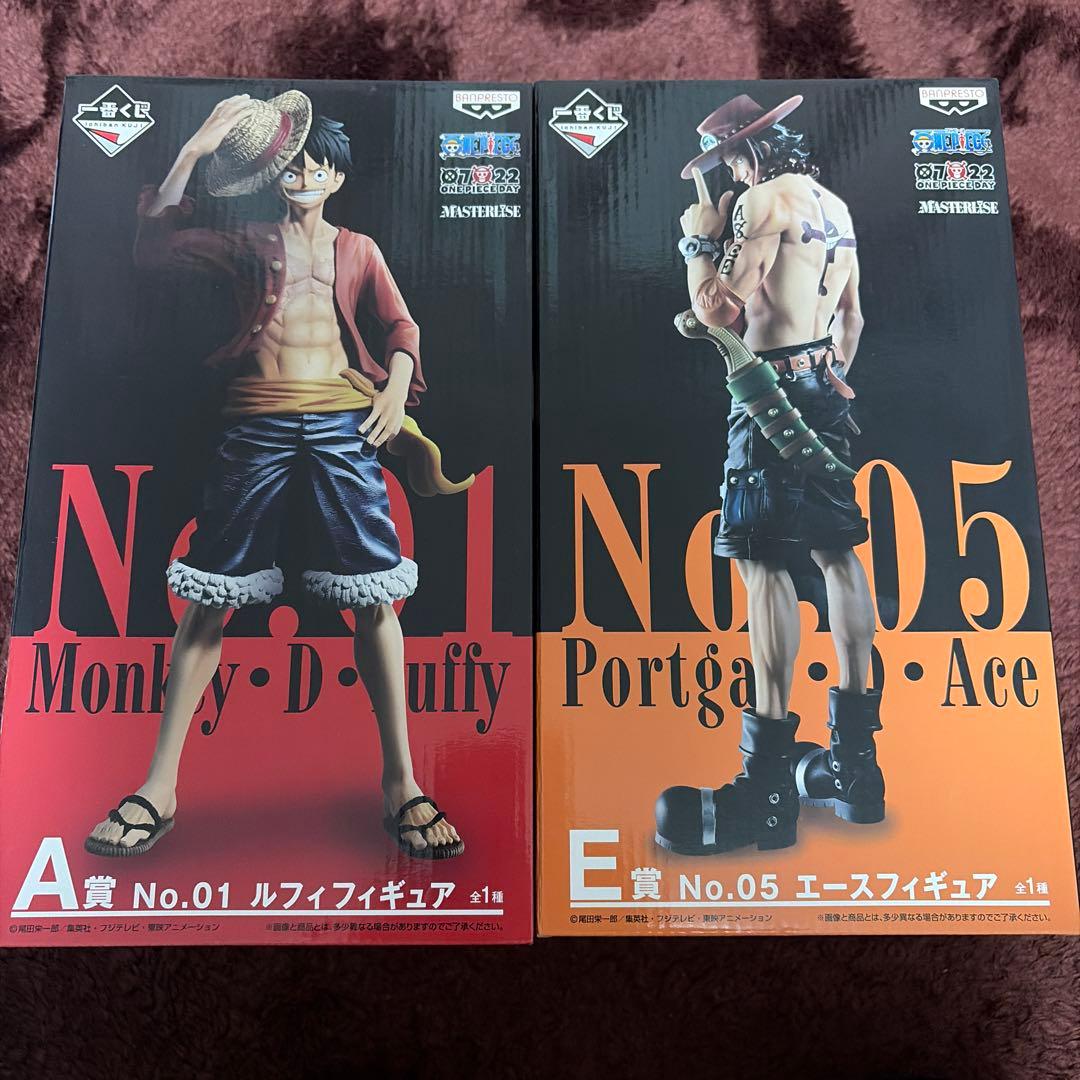 一番くじ
Ichiban KUJI
BANPRESTO
ONE PIECE
07 22
ONE PIECE DAY
MASTERLISE
No.01
Monkey・D・Luffy
A賞 No.01 ルフィフィギュア 全1種
©尾田栄一郎/集英社・フジテレビ・東映アニメーション
※画像と商品とは、多少異なる場合がありますのでご了承ください。
一番くじ
Ichiban KUJI
BANPRESTO
ONE PIECE
07 22
ONE PIECE DAY
MASTERLISE
No.05
Portga・D・Ace
E賞 No.05 エースフィギュア 全1種
©尾田栄一郎/集英社・フジテレビ・東映アニメーション
※画像と商品とは、多少異なる場合がありますのでご了承ください。